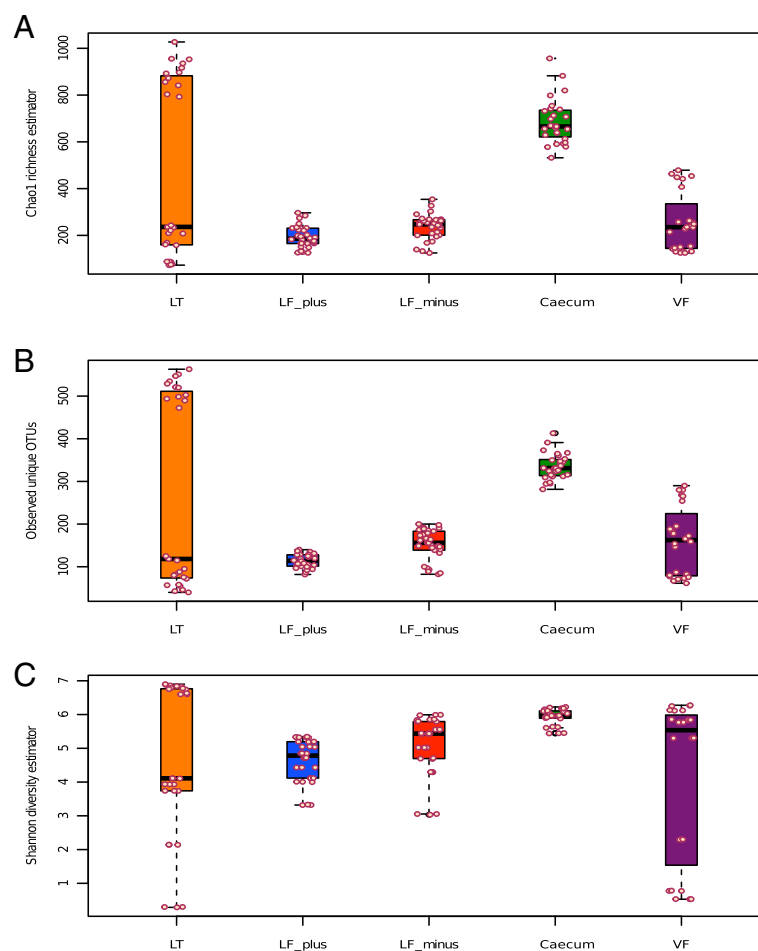 A
Chao1 richness estimator
1000
800
600
400
200
LT LF_plus LF_minus Caecum VF
B
Observed unique OTUs
500
400
300
200
100
LT LF_plus LF_minus Caecum VF
C
Shannon diversity estimator
7
6
5
4
3
2
1
LT LF_plus LF_minus Caecum VF